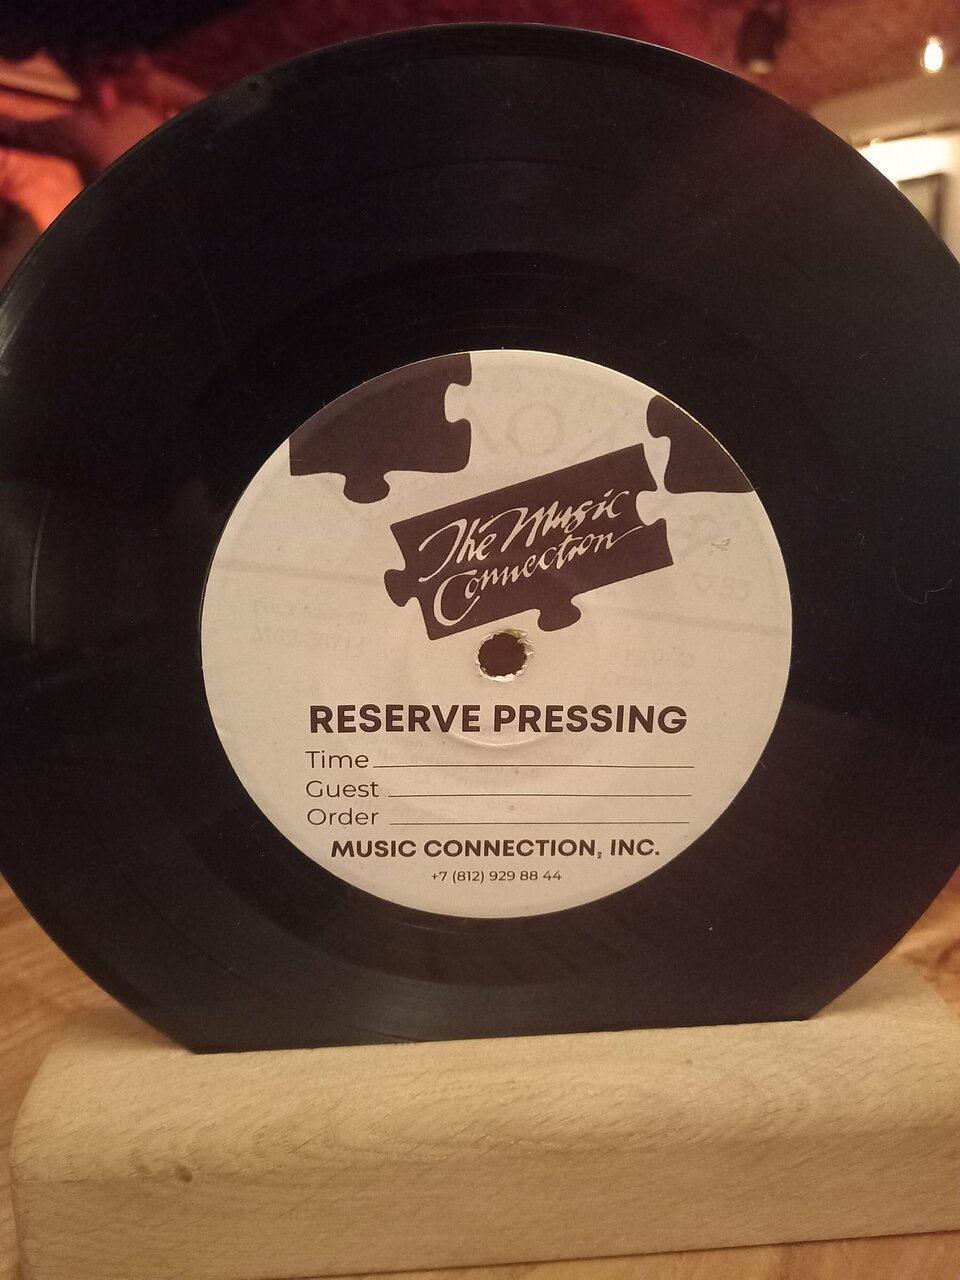 The Music
Connection
RESERVE PRESSING
Time
Guest
Order
MUSIC CONNECTION, INC.
+7 (812) 929 88 44